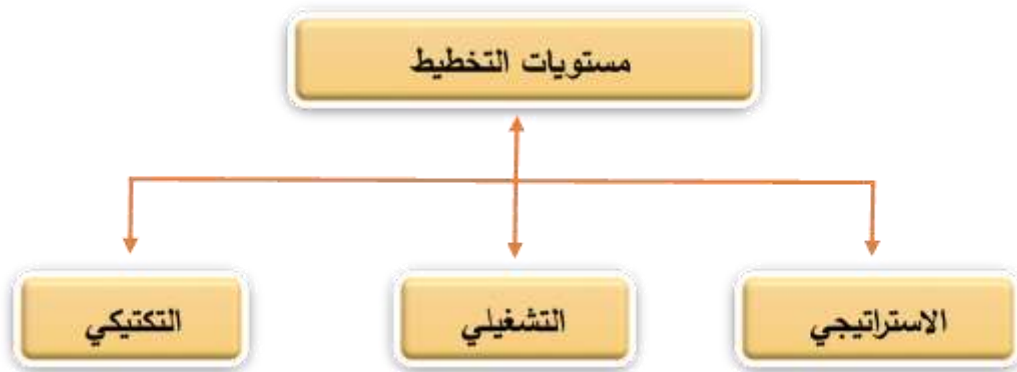 مستويات التخطيط
الاستراتيجي
التشغيلي
التكتيكي